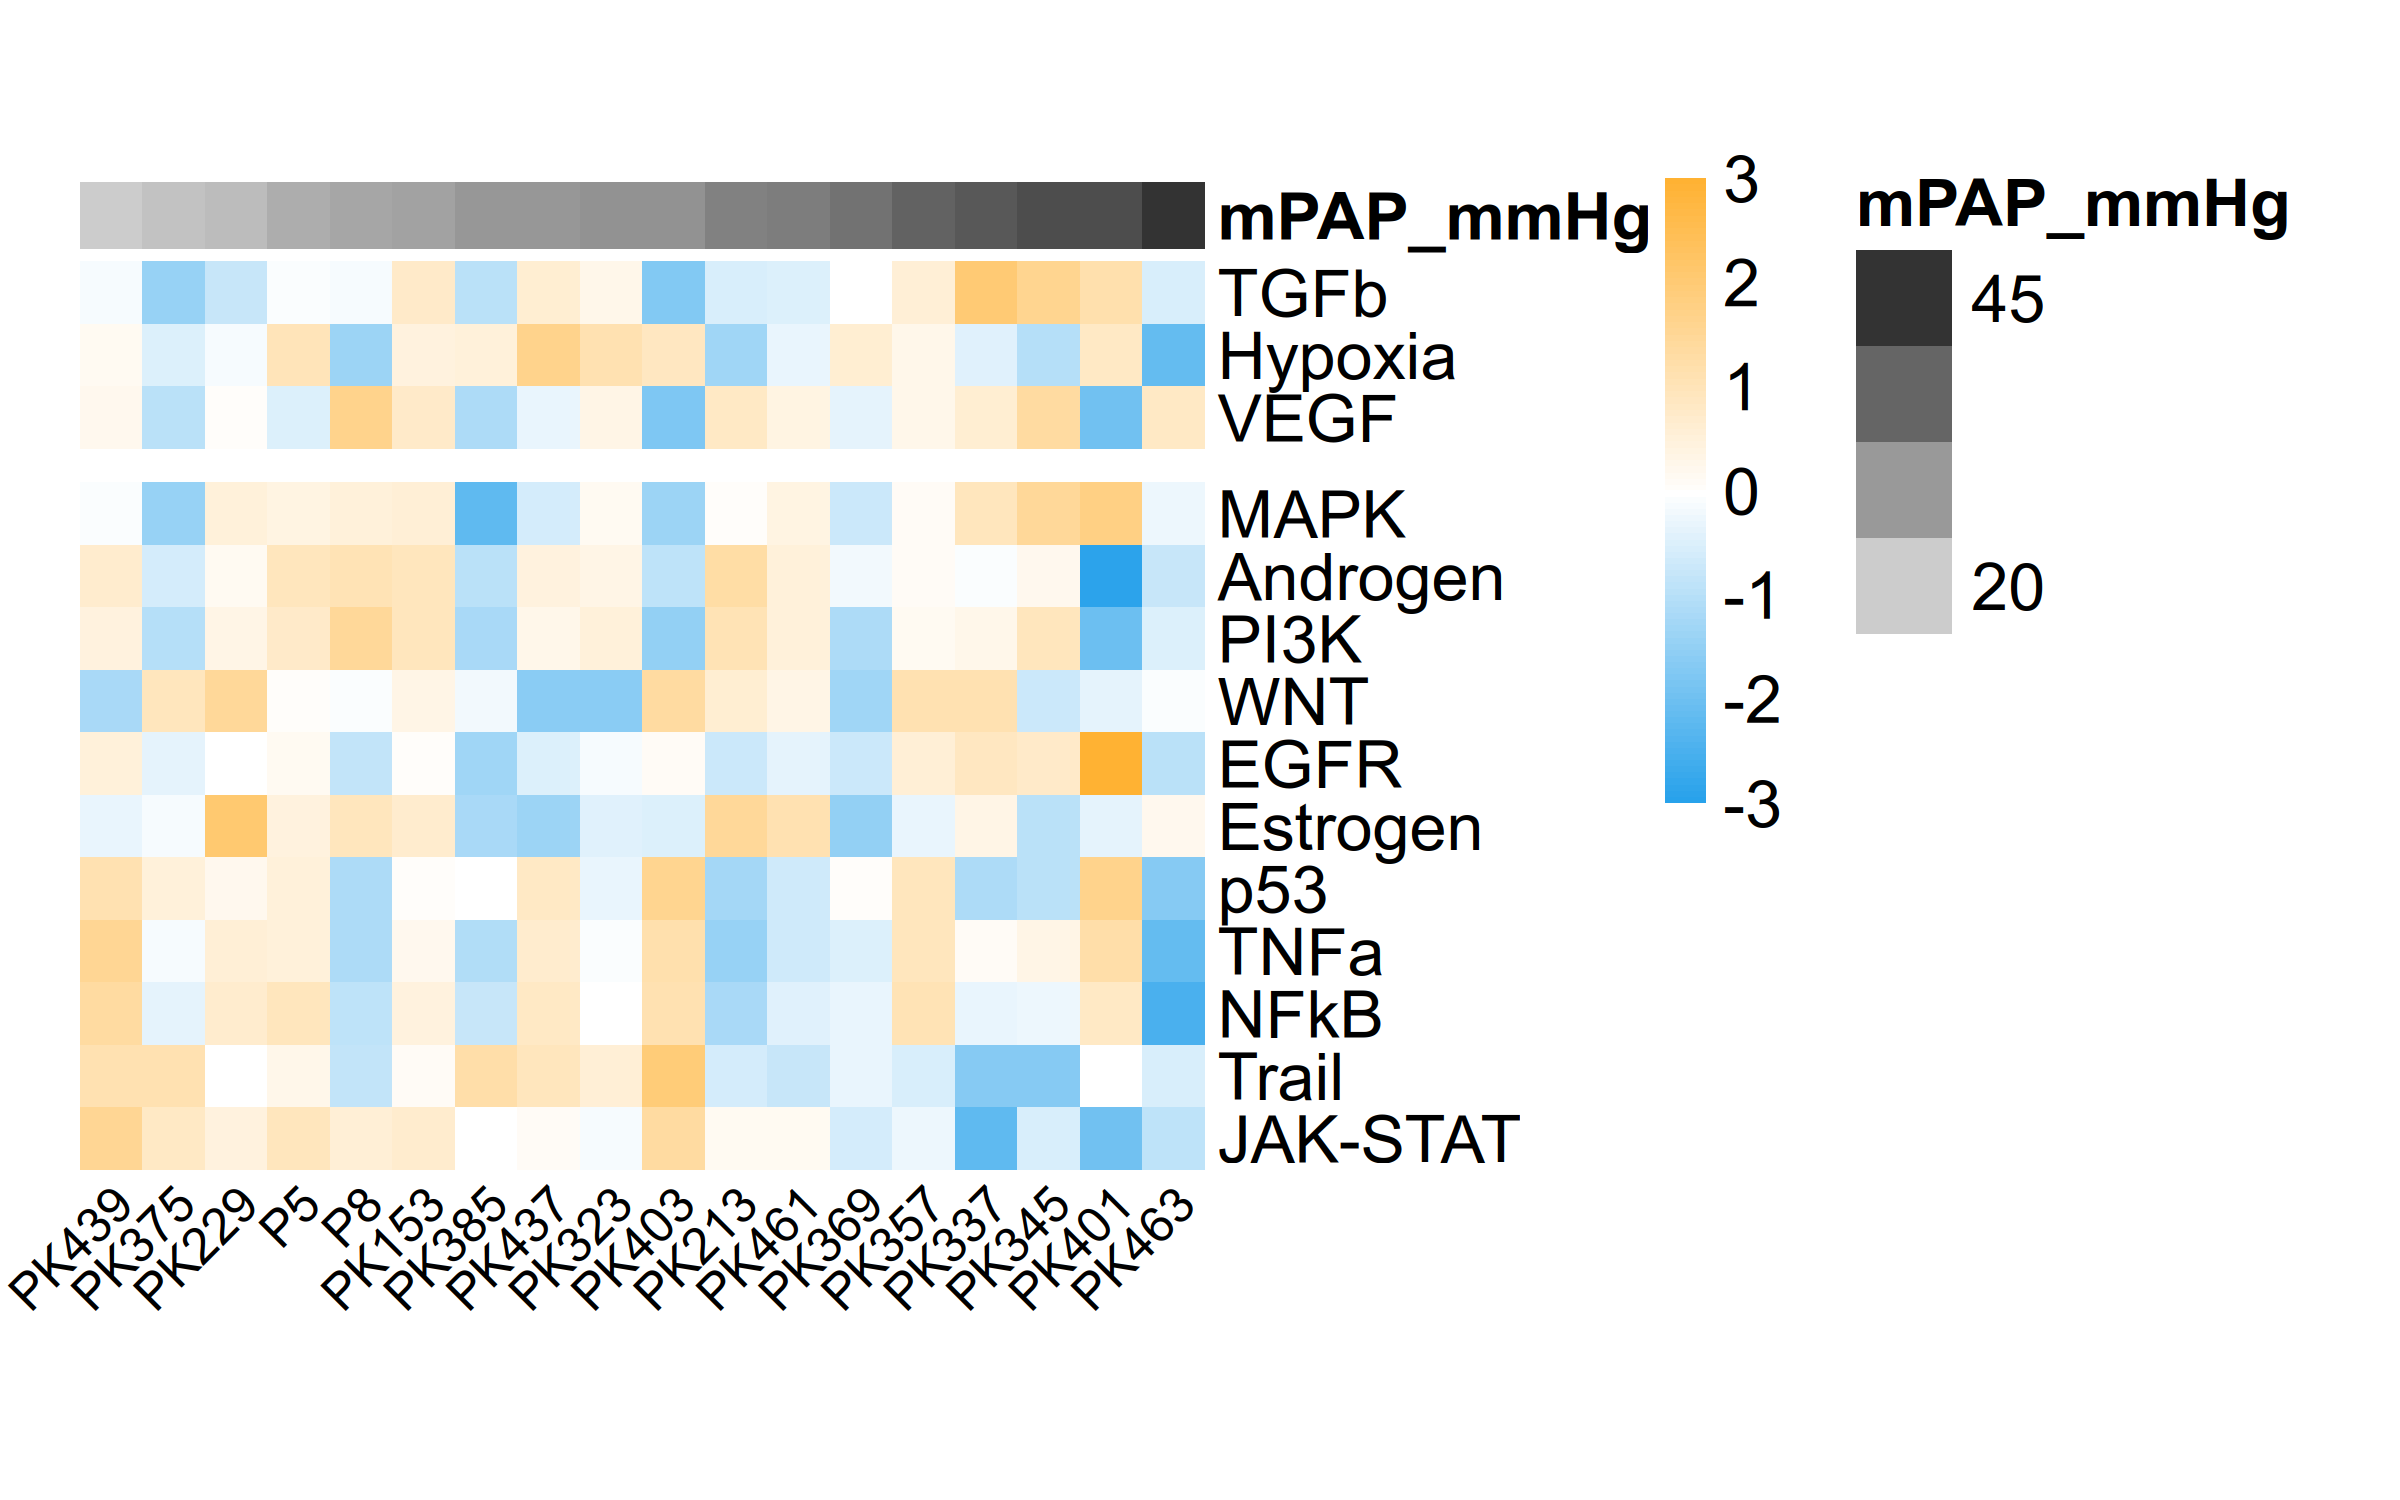 mPAP_mmHg
TGFb
Hypoxia
VEGF
MAPK
Androgen
PI3K
WNT
EGFR
Estrogen
p53
TNFa
NFkB
Trail
JAK-STAT
PK439
PK375
PK229
P5
P8
PK153
PK385
PK437
PK323
PK403
PK213
PK461
PK369
PK357
PK337
PK345
PK401
PK463
3
2
1
0
-1
-2
-3
mPAP_mmHg
45
20